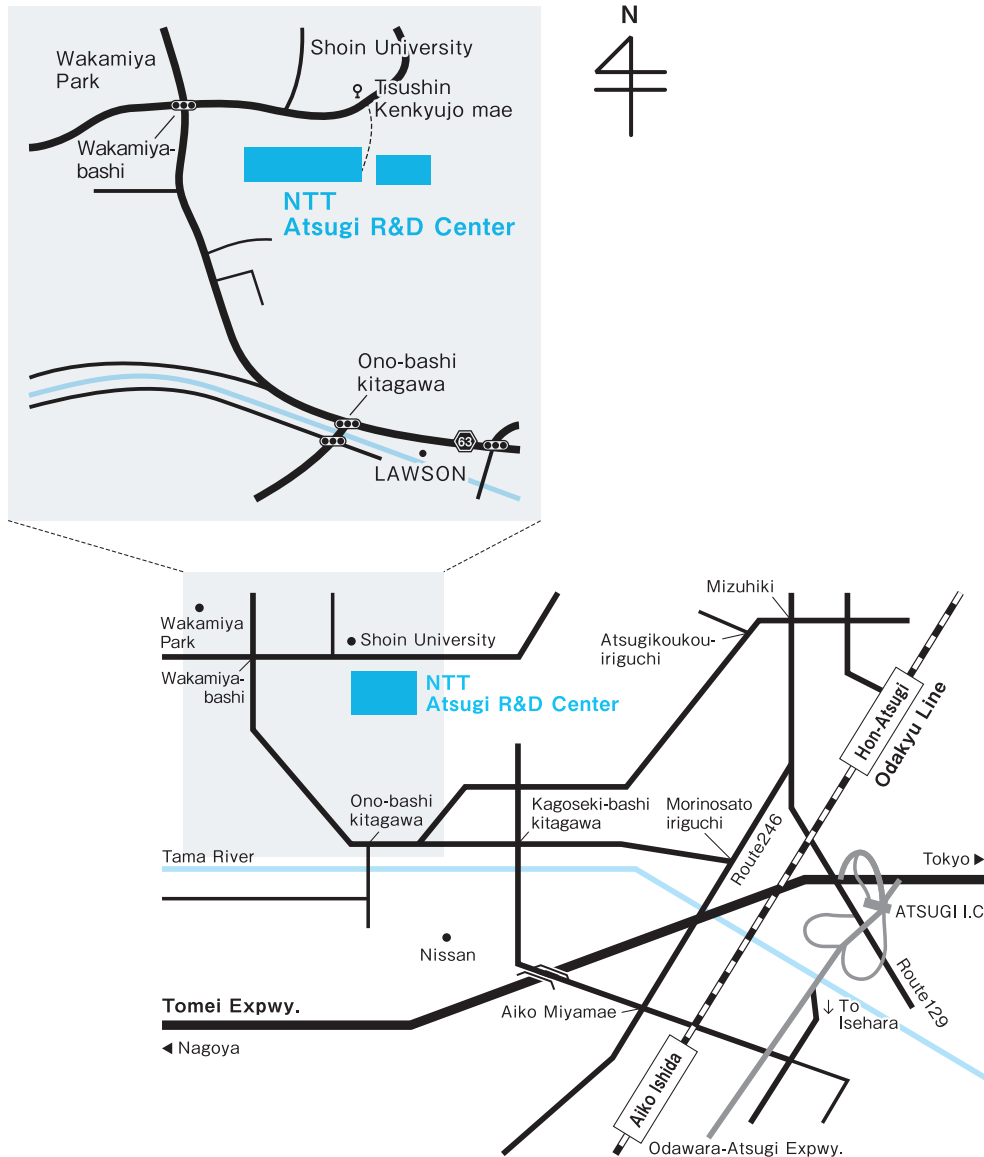 N
Shoin University
Wakamiya
Park
Tisushin
Kenkyujo mae
Wakamiya-
bashi
NTT
Atsugi R&D Center
Ono-bashi
kitagawa
63
LAWSON
Mizuhiki
Wakamiya
Park
Shoin University
Atsugikoukou-
iriguchi
Wakamiya-
bashi
NTT
Atsugi R&D Center
Hon-Atsugi
Odakyu Line
Ono-bashi
kitagawa
Kagoseki-bashi
kitagawa
Morinosato
iriguchi
Route246
Tama River
Tokyo ►
ATSUGI I.C
Nissan
Route129
Tomei Expwy.
Aiko Miyamae
↓ To
Isehara
◄ Nagoya
Aiko Ishida
Odawara-Atsugi Expwy.